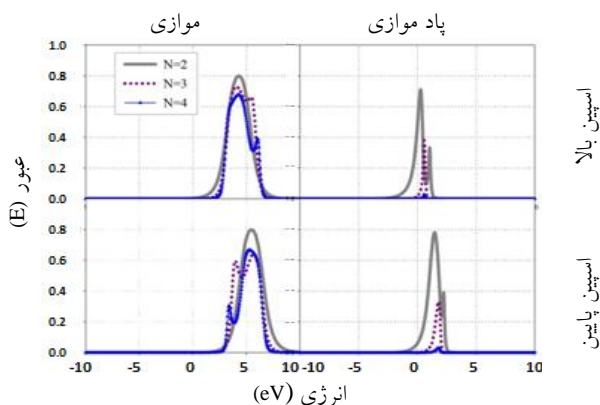 موازی
پاد موازی
1.0
0.8
0.6
0.4
0.2
0.0
N=2
N=3
N=4
اسپین بالا
عبور (E)
0.8
0.6
0.4
0.2
0.0
اسپین پایین
-10 -5 0 5 10 -10 -5 0 5 10
انرژی (eV)